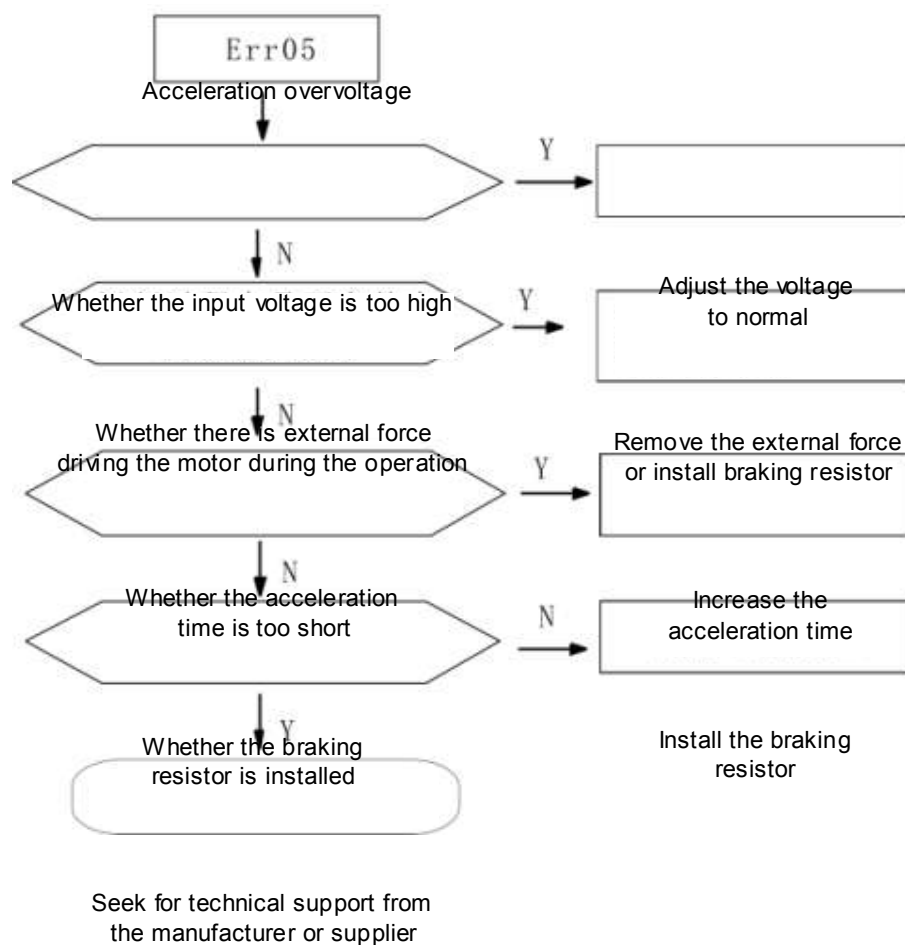 Err05
Acceleration overvoltage
Y
N
Whether the input voltage is too high
Y
Adjust the voltage
to normal
N
Whether there is external force
driving the motor during the operation
Y
Remove the external force
or install braking resistor
N
Whether the acceleration
time is too short
N
Increase the
acceleration time
Y
Whether the braking
resistor is installed
Install the braking
resistor
Seek for technical support from
the manufacturer or supplier